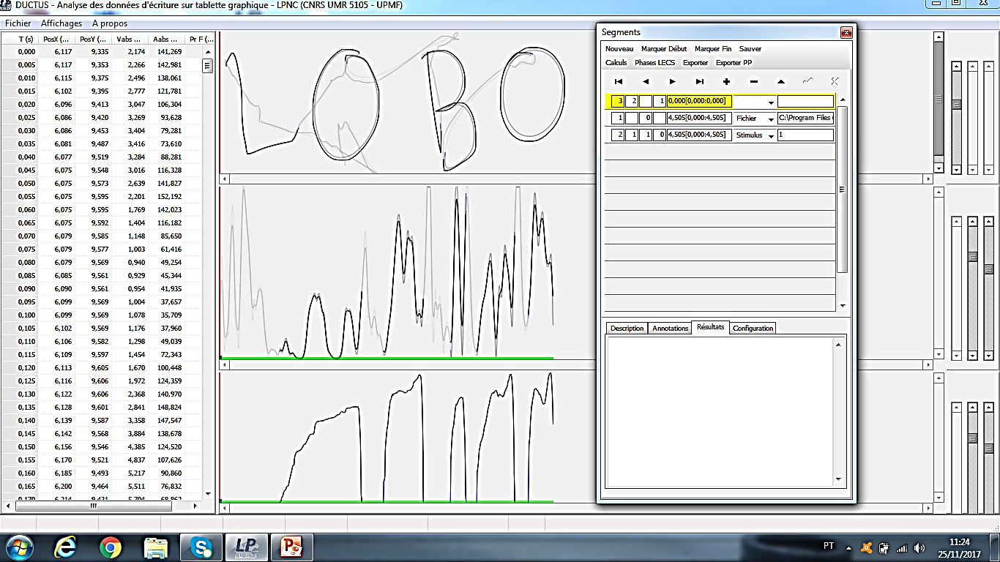 DUCTUS - Analyse des données d'écriture sur tablette graphique - LPNC (CNRS UMR 5105 - UPMF)
Fichier Affichages A propos
T (s) PosX (... PosY (... Vabs ... Aabs ... Pr F (...
0,000 6,117 9,335 2,174 141,269
0,005 6,117 9,353 2,266 142,981
0,010 6,115 9,375 2,496 138,061
0,015 6,102 9,395 2,777 121,781
0,020 6,096 9,413 3,047 106,304
0,025 6,086 9,420 3,269 93,628
0,030 6,086 9,453 3,404 79,281
0,035 6,081 9,487 3,416 73,610
0,040 6,077 9,519 3,284 88,281
0,045 6,075 9,548 3,016 116,328
0,050 6,075 9,573 2,639 141,827
0,055 6,075 9,595 2,201 152,192
0,060 6,075 9,595 1,769 142,023
0,065 6,075 9,592 1,404 116,182
0,070 6,079 9,585 1,148 85,650
0,075 6,079 9,577 1,003 61,416
0,080 6,079 9,569 0,940 49,254
0,085 6,085 9,561 0,929 45,344
0,090 6,090 9,561 0,954 41,935
0,095 6,099 9,569 1,004 37,657
0,100 6,099 9,569 1,078 35,709
0,105 6,102 9,569 1,176 37,960
0,110 6,106 9,582 1,298 49,039
0,115 6,109 9,597 1,454 72,343
0,120 6,113 9,605 1,670 100,448
0,125 6,116 9,606 1,972 124,359
0,130 6,122 9,606 2,368 140,970
0,135 6,128 9,601 2,841 148,824
0,140 6,139 9,587 3,358 147,547
0,145 6,142 9,568 3,884 138,678
0,150 6,156 9,546 4,385 124,520
0,155 6,170 9,521 4,837 107,626
0,160 6,185 9,493 5,217 90,860
0,165 6,200 9,464 5,511 76,832
LOBO
Segments
Nouveau Marquer Début Marquer Fin Sauver
Calculs Phases LECS Exporter Exporter PP
3 2 1 0,000[0,000:0,000]
1 0 4,505[0,000:4,505] Fichier C:\Program Files (
2 1 1 0 4,505[0,000:4,505] Stimulus 1
Description Annotations Résultats Configuration
PT
11:24
25/11/2017